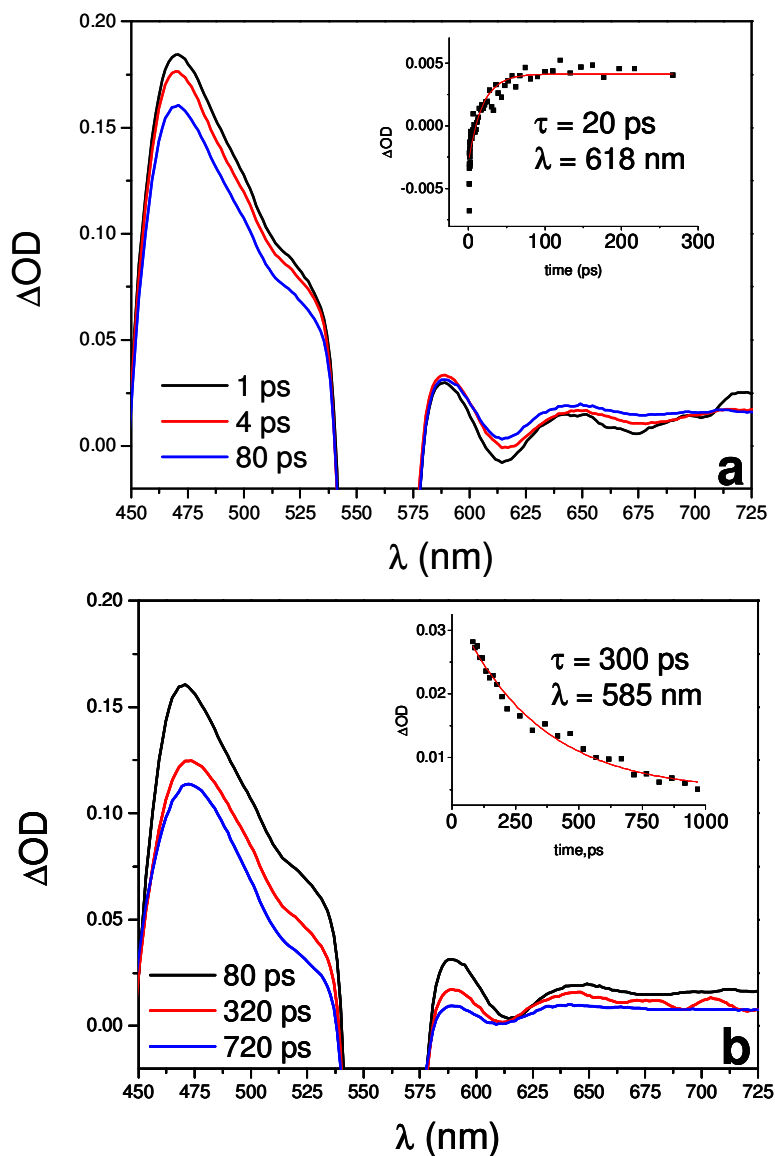 0.20
0.15
0.10
0.05
0.00
ΔOD
450 475 500 525 550 575 600 625 650 675 700 725
λ (nm)
1 ps
4 ps
80 ps
a
0.005
0.000
-0.005
ΔOD
0 100 200 300
time (ps)
τ = 20 ps
λ = 618 nm
0.20
0.15
0.10
0.05
0.00
ΔOD
450 475 500 525 550 575 600 625 650 675 700 725
λ (nm)
80 ps
320 ps
720 ps
b
0.03
0.02
0.01
ΔOD
0 250 500 750 1000
time,ps
τ = 300 ps
λ = 585 nm